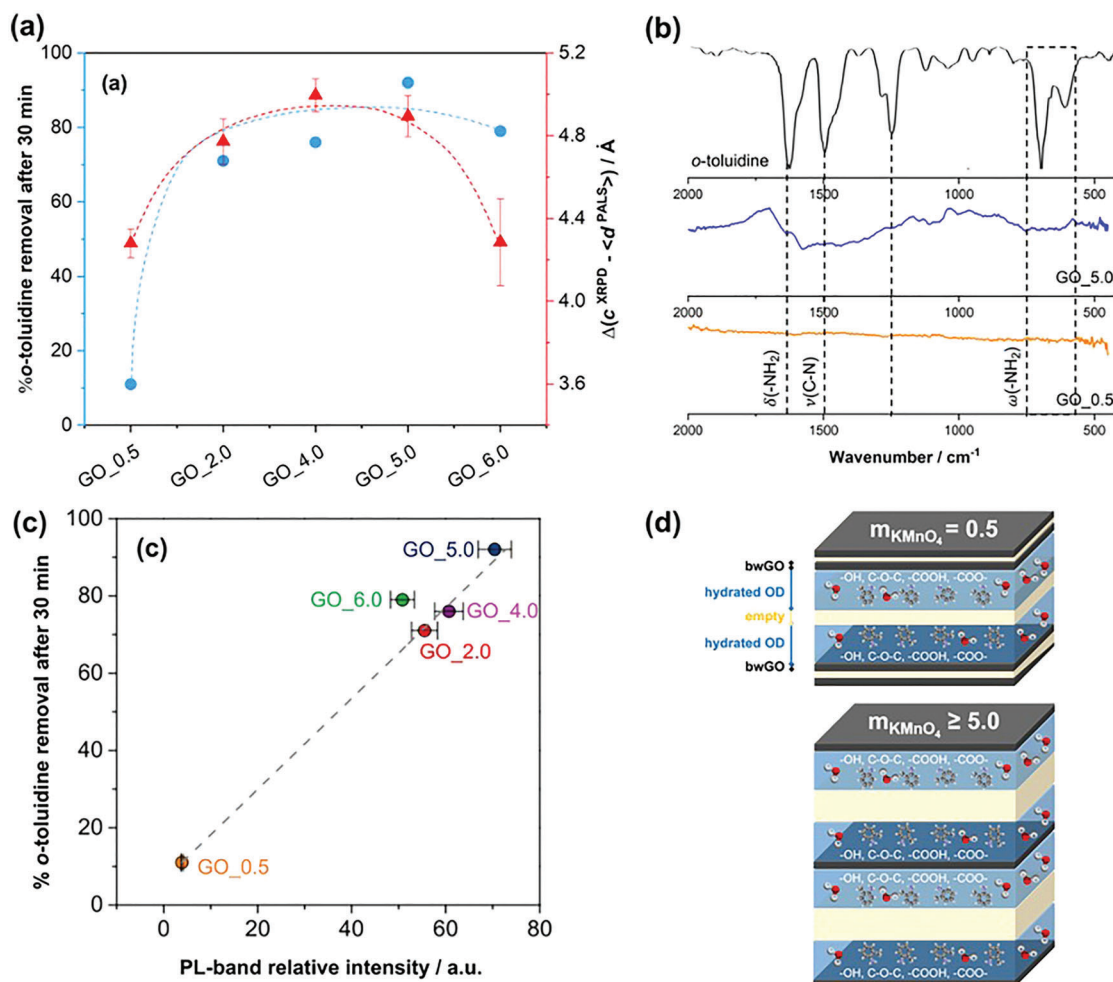 (a)
(a)
%o-toluidine removal after 30 min
100
80
60
40
20
0
5.2
4.8
4.4
4.0
3.6
Δ(c XRPD - <d PALS>) / Å
GO_0.5
GO_2.0
GO_4.0
GO_5.0
GO_6.0
(b)
o-toluidine
2000
1500
1000
500
GO_5.0
2000
1500
1000
500
δ(-NH2)
ν(C-N)
ω(-NH2)
GO_0.5
2000
1500
1000
500
Wavenumber / cm-1
(c)
(c)
% o-toluidine removal after 30 min
100
80
60
40
20
0
GO_5.0
GO_6.0
GO_4.0
GO_2.0
GO_0.5
0
20
40
60
80
PL-band relative intensity / a.u.
(d)
mKMnO4 = 0.5
bwGO
hydrated OD
empty
hydrated OD
bwGO
-OH, C-O-C, -COOH, -COO-
-OH, C-O-C, -COOH, -COO-
mKMnO4 ≥ 5.0
-OH, C-O-C, -COOH, -COO-
-OH, C-O-C, -COOH, -COO-
-OH, C-O-C, -COOH, -COO-
-OH, C-O-C, -COOH, -COO-